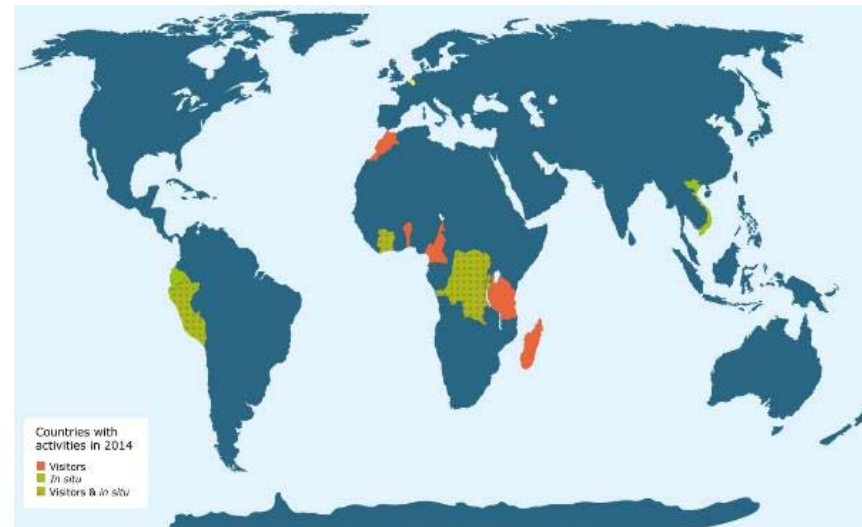 Countries with
activities in 2014
Visitors
In situ
Visitors & in situ